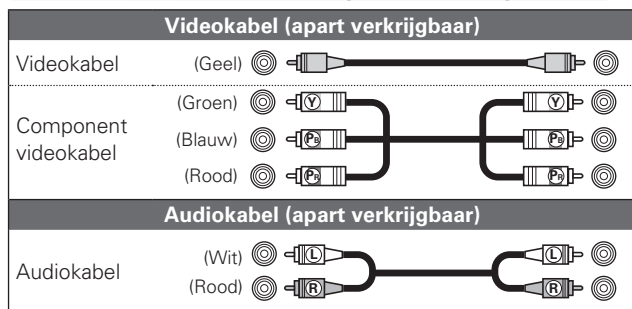 Videokabel (apart verkrijgbaar)
Videokabel (Geel)
Component videokabel
(Groen) Y Y
(Blauw) PB PB
(Rood) PR PR
Audiokabel (apart verkrijgbaar)
Audiokabel
(Wit) L L
(Rood) R R